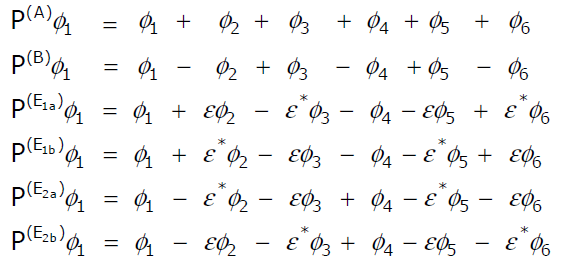 P⁽ᴬ⁾ϕ₁ = ϕ₁ + ϕ₂ + ϕ₃ + ϕ₄ + ϕ₅ + ϕ₆
P⁽ᴮ⁾ϕ₁ = ϕ₁ − ϕ₂ + ϕ₃ − ϕ₄ + ϕ₅ − ϕ₆
P^(E₁ₐ)ϕ₁ = ϕ₁ + εϕ₂ − ε*ϕ₃ − ϕ₄ − εϕ₅ + ε*ϕ₆
P^(E_1b)ϕ₁ = ϕ₁ + ε*ϕ₂ − εϕ₃ − ϕ₄ − ε*ϕ₅ + εϕ₆
P^(E₂ₐ)ϕ₁ = ϕ₁ − ε*ϕ₂ − εϕ₃ + ϕ₄ − ε*ϕ₅ − εϕ₆
P^(E_2b)ϕ₁ = ϕ₁ − εϕ₂ − ε*ϕ₃ + ϕ₄ − εϕ₅ − ε*ϕ₆